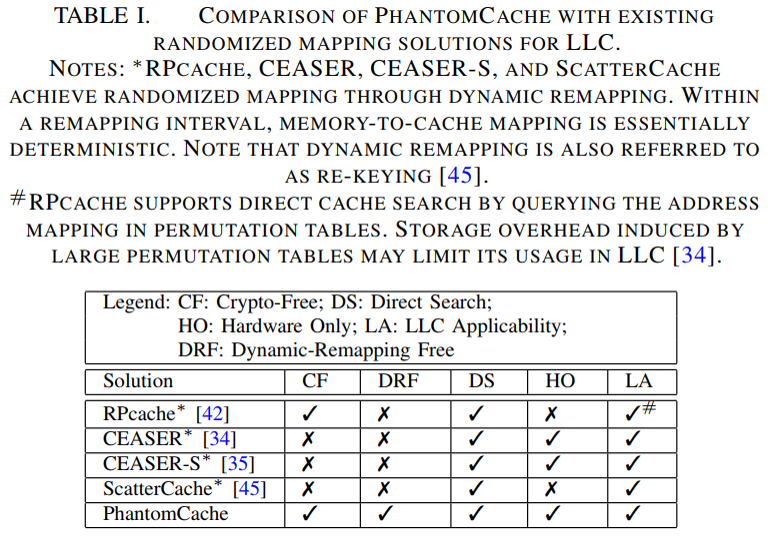 TABLE I. COMPARISON OF PHANTOMCACHE WITH EXISTING
RANDOMIZED MAPPING SOLUTIONS FOR LLC.
NOTES: *RPCACHE, CEASER, CEASER-S, AND SCATTERCACHE
ACHIEVE RANDOMIZED MAPPING THROUGH DYNAMIC REMAPPING. WITHIN
A REMAPPING INTERVAL, MEMORY-TO-CACHE MAPPING IS ESSENTIALLY
DETERMINISTIC. NOTE THAT DYNAMIC REMAPPING IS ALSO REFERRED TO
AS RE-KEYING [45].
#RPCACHE SUPPORTS DIRECT CACHE SEARCH BY QUERYING THE ADDRESS
MAPPING IN PERMUTATION TABLES. STORAGE OVERHEAD INDUCED BY
LARGE PERMUTATION TABLES MAY LIMIT ITS USAGE IN LLC [34].
Legend: CF: Crypto-Free; DS: Direct Search;
HO: Hardware Only; LA: LLC Applicability;
DRF: Dynamic-Remapping Free
Solution CF DRF DS HO LA
RPcache* [42] ✓ ✗ ✓ ✗ ✓#
CEASER* [34] ✗ ✗ ✓ ✓ ✓
CEASER-S* [35] ✗ ✗ ✓ ✓ ✓
ScatterCache* [45] ✗ ✗ ✓ ✗ ✓
PhantomCache ✓ ✓ ✓ ✓ ✓